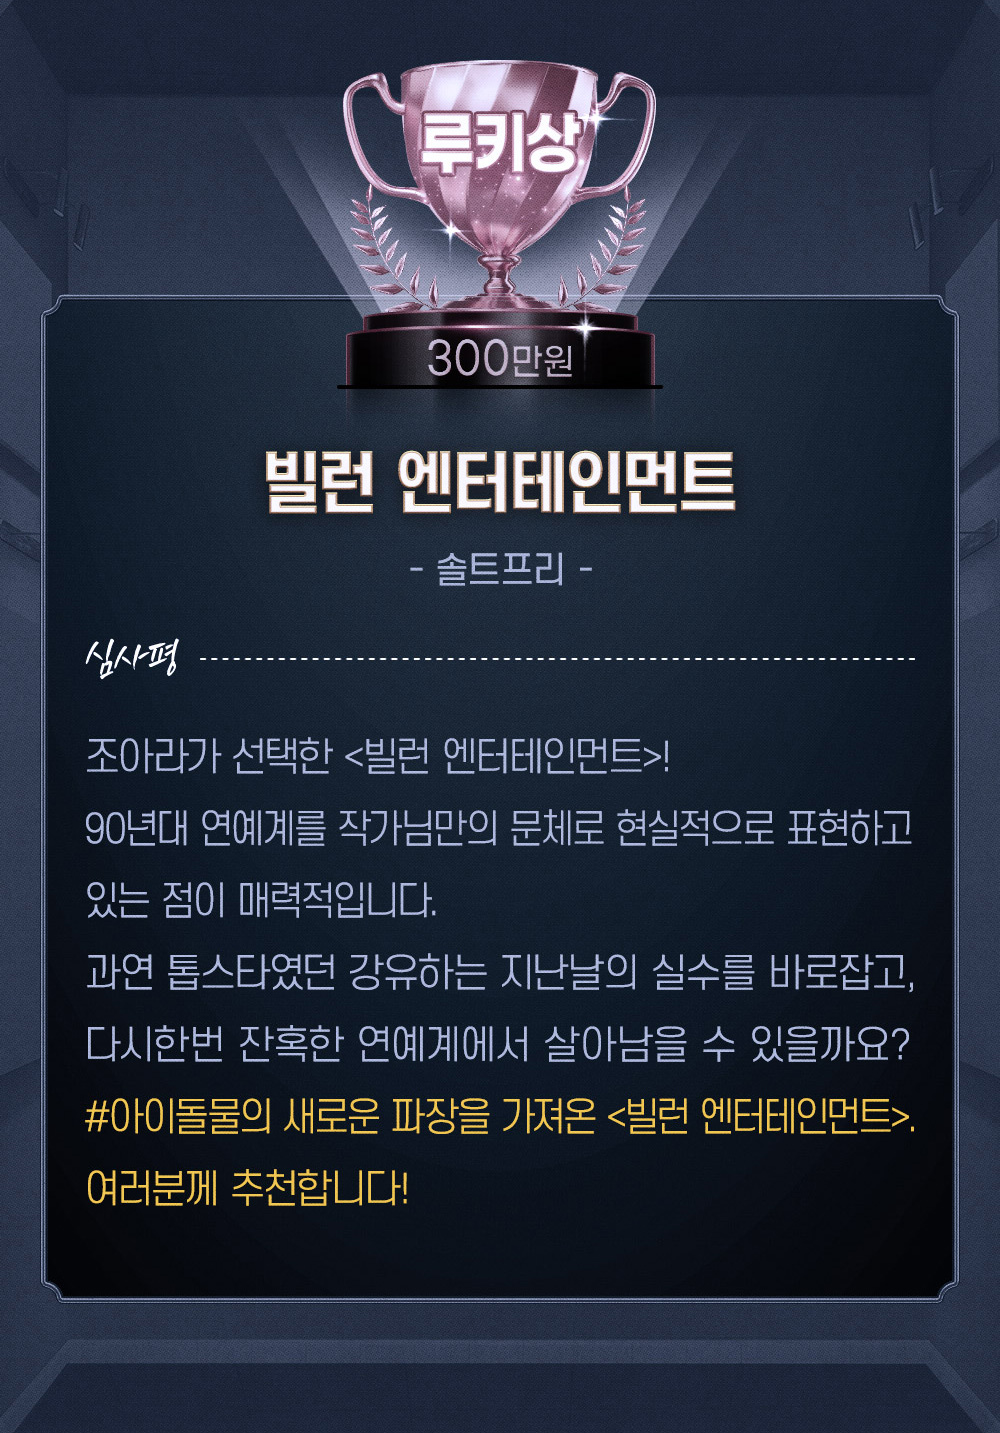 루키상
300만원
빌런 엔터테인먼트
- 솔트프리 -
심사평
조아라가 선택한 <빌런 엔터테인먼트>!
90년대 연예계를 작가님만의 문체로 현실적으로 표현하고
있는 점이 매력적입니다.
과연 톱스타였던 강유하는 지난날의 실수를 바로잡고,
다시한번 잔혹한 연예계에서 살아남을 수 있을까요?
#아이돌물의 새로운 파장을 가져온 <빌런 엔터테인먼트>.
여러분께 추천합니다!